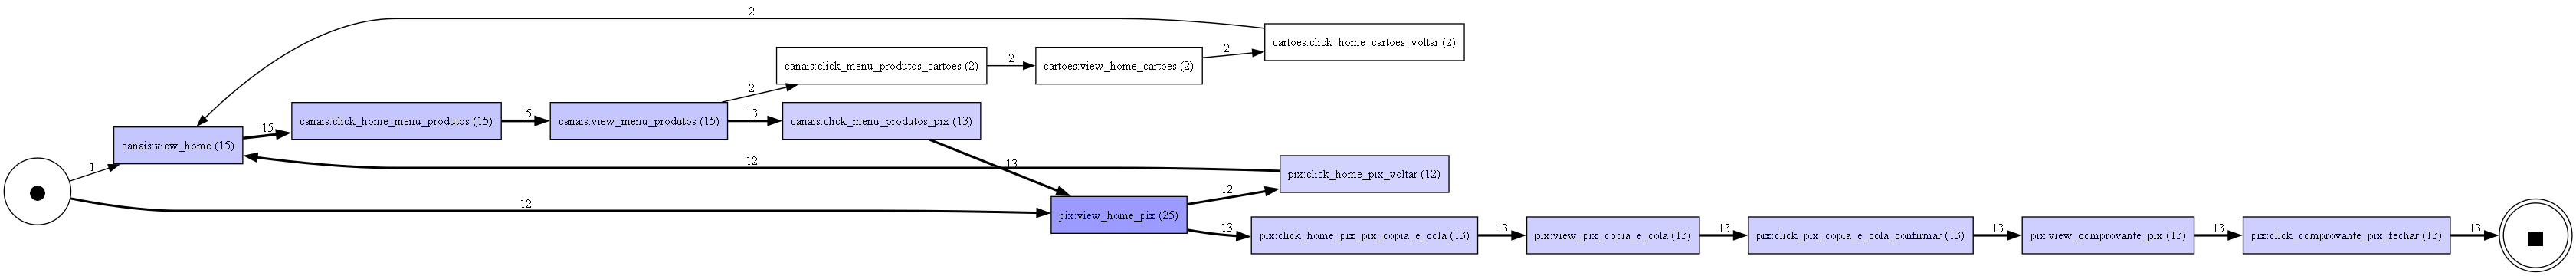 2
cartoes:click_home_cartoes_voltar (2)
2
canais:click_menu_produtos_cartoes (2)
2
cartoes:view_home_cartoes (2)
2
15
canais:click_home_menu_produtos (15)
15
canais:view_menu_produtos (15)
13
canais:click_menu_produtos_pix (13)
canais:view_home (15)
1
12
13
pix:click_home_pix_voltar (12)
12
12
pix:view_home_pix (25)
13
pix:click_home_pix_pix_copia_e_cola (13)
13
pix:view_pix_copia_e_cola (13)
13
pix:click_pix_copia_e_cola_confirmar (13)
13
pix:view_comprovante_pix (13)
13
pix:click_comprovante_pix_fechar (13)
13